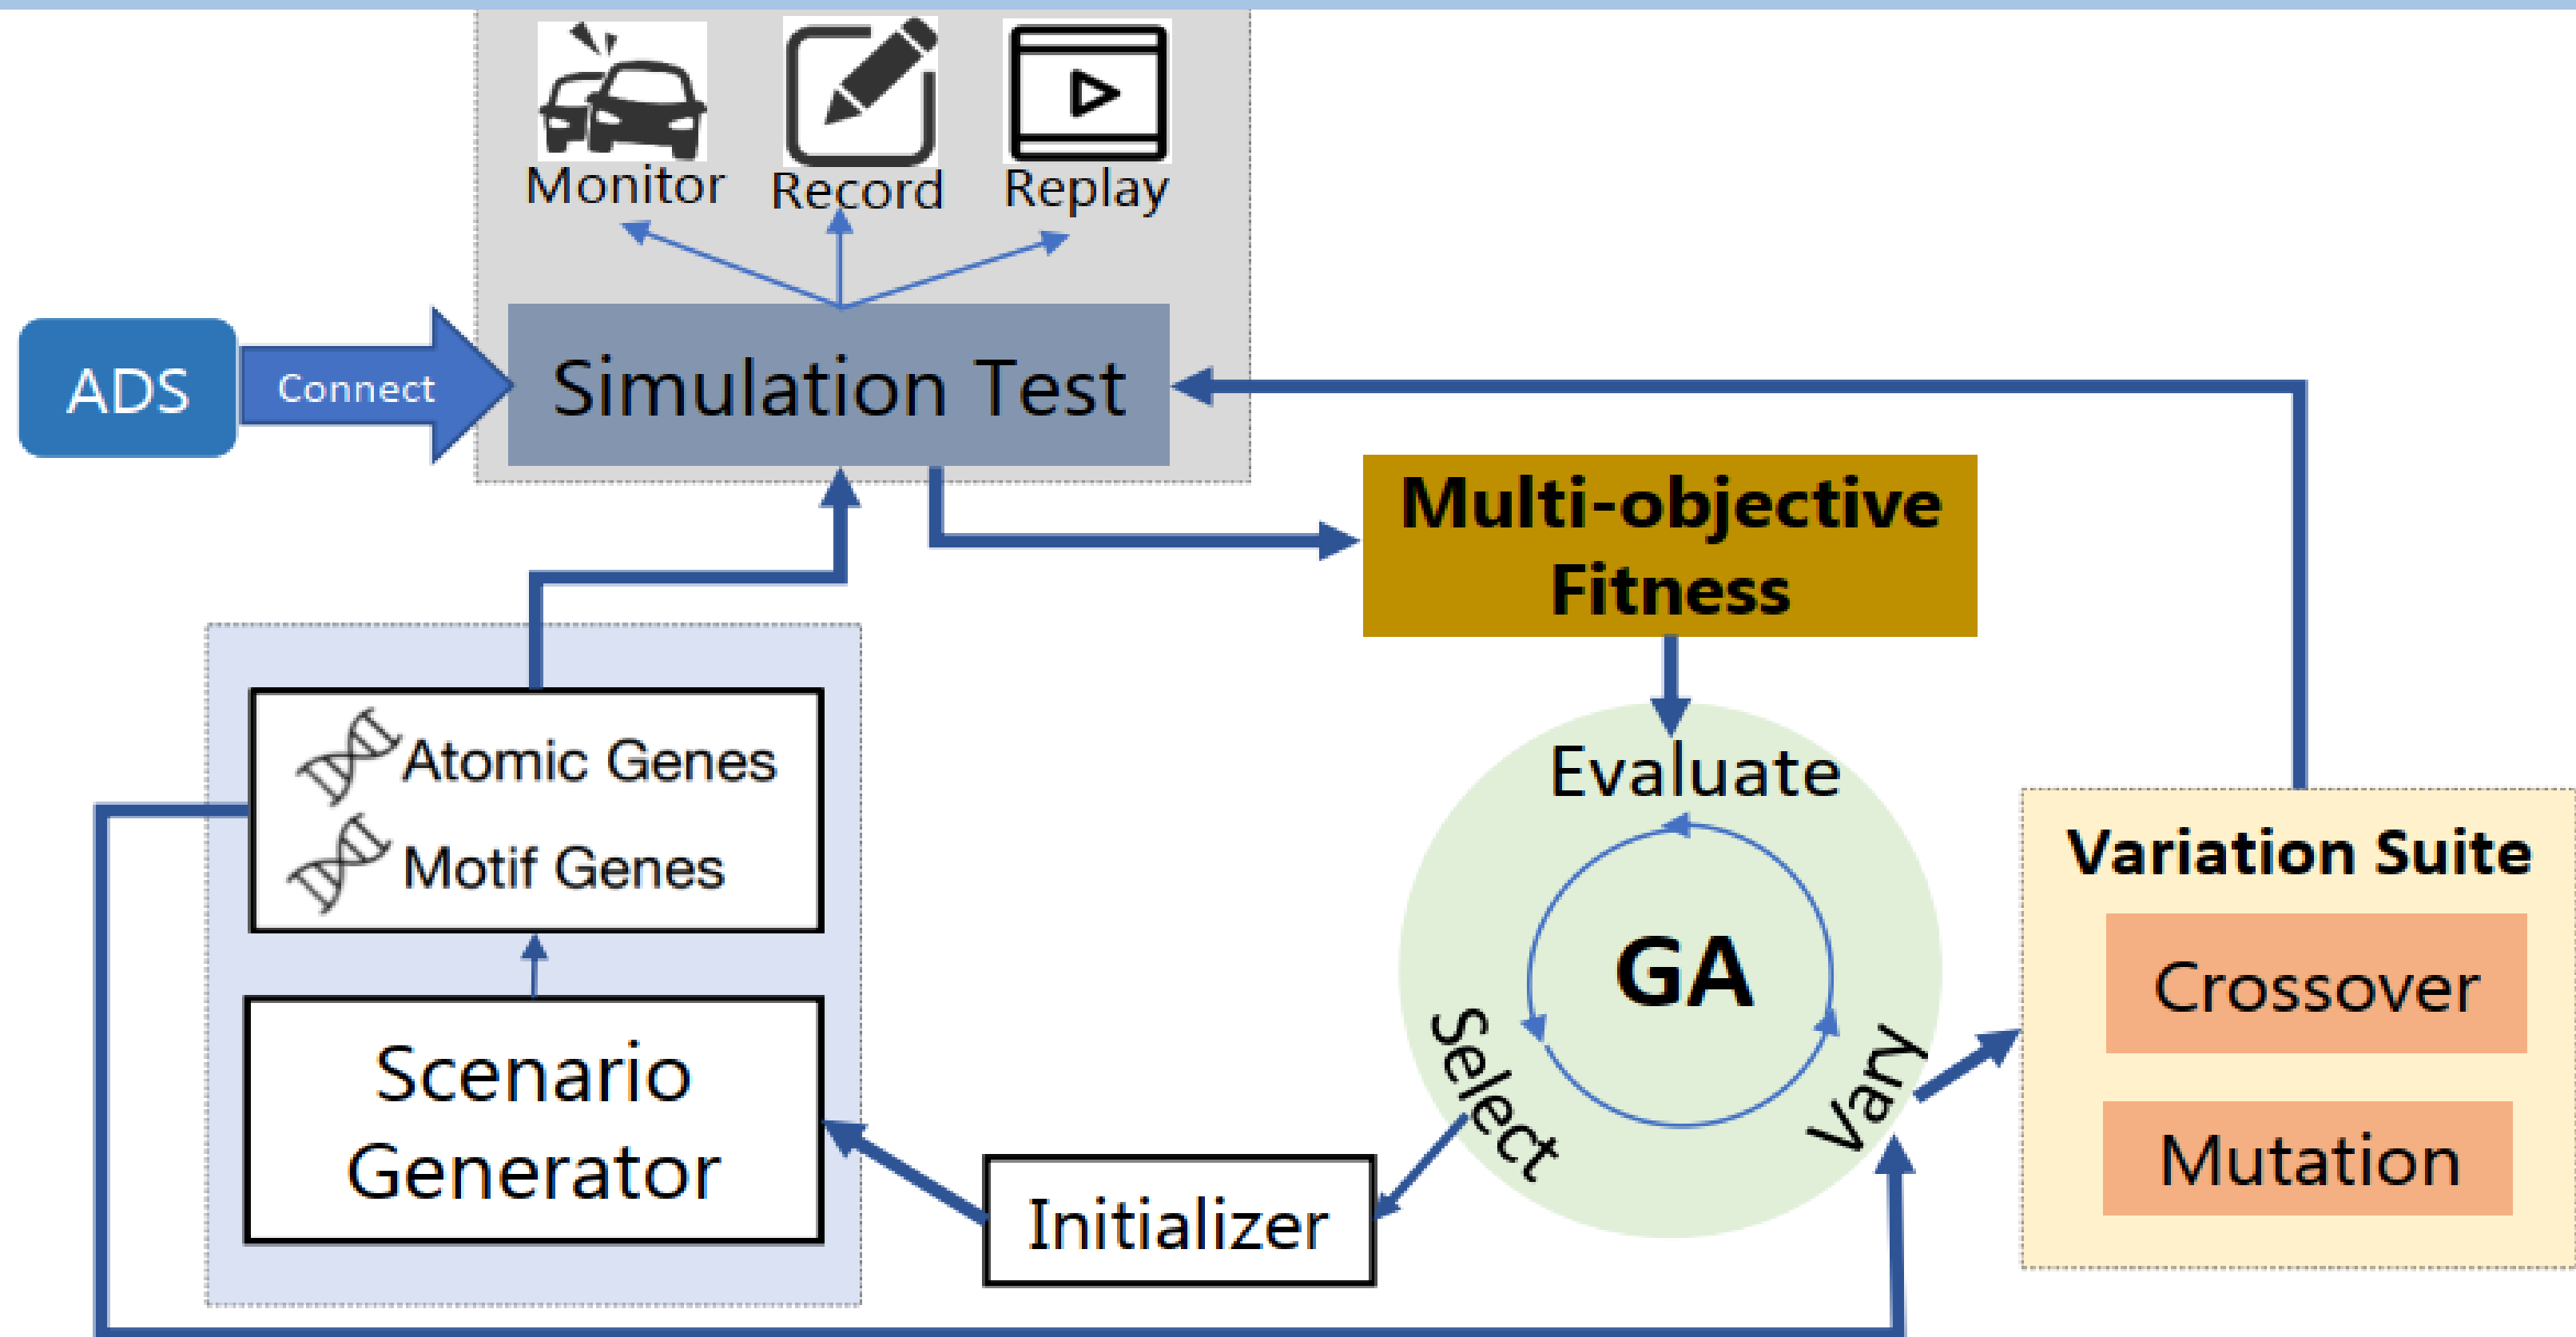 Monitor
Record
Replay
ADS
Connect
Simulation Test
Multi-objective
Fitness
Atomic Genes
Motif Genes
Scenario
Generator
Initializer
Evaluate
GA
Select
Vary
Variation Suite
Crossover
Mutation